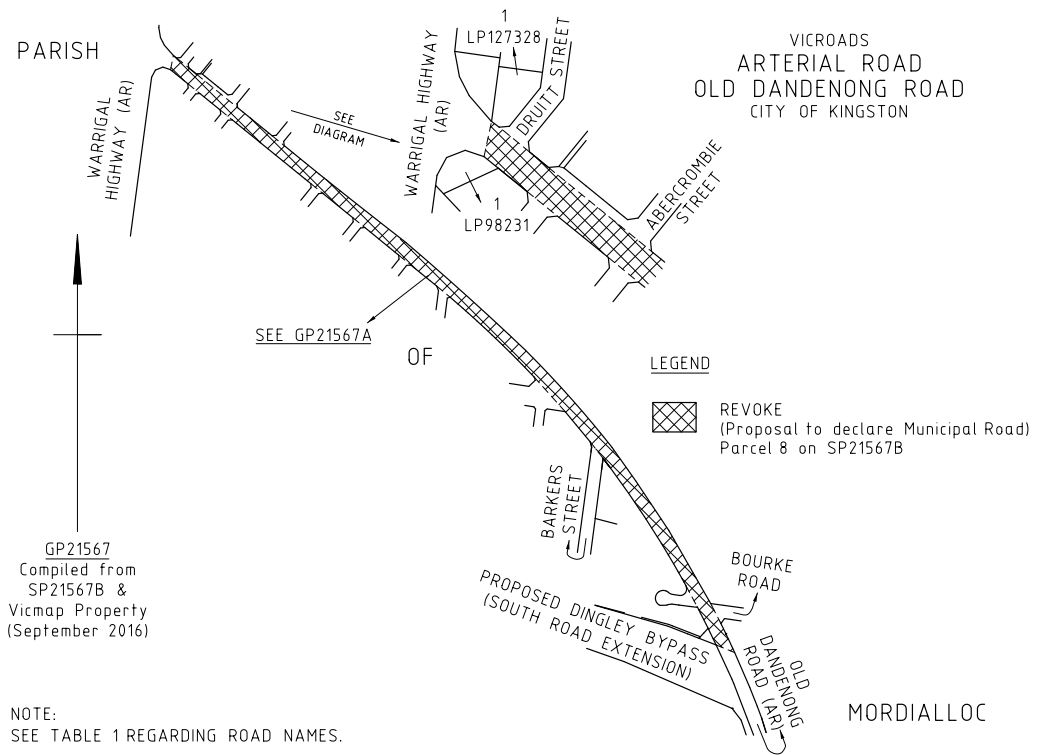 PARISH
VICROADS
ARTERIAL ROAD
OLD DANDENONG ROAD
CITY OF KINGSTON
WARRIGAL
HIGHWAY (AR)
SEE
DIAGRAM
WARRIGAL HIGHWAY
(AR)
1
LP127328
DRUITT STREET
1
LP98231
ABERCROMBIE
STREET
SEE GP21567A
OF
LEGEND
REVOKE
(Proposal to declare Municipal Road)
Parcel 8 on SP21567B
BARKERS
STREET
GP21567
Compiled from
SP21567B &
Vicmap Property
(September 2016)
BOURKE
ROAD
PROPOSED DINGLEY BYPASS
(SOUTH ROAD EXTENSION)
OLD
DANDENONG
ROAD (AR)
MORDIALLOC
NOTE:
SEE TABLE 1 REGARDING ROAD NAMES.